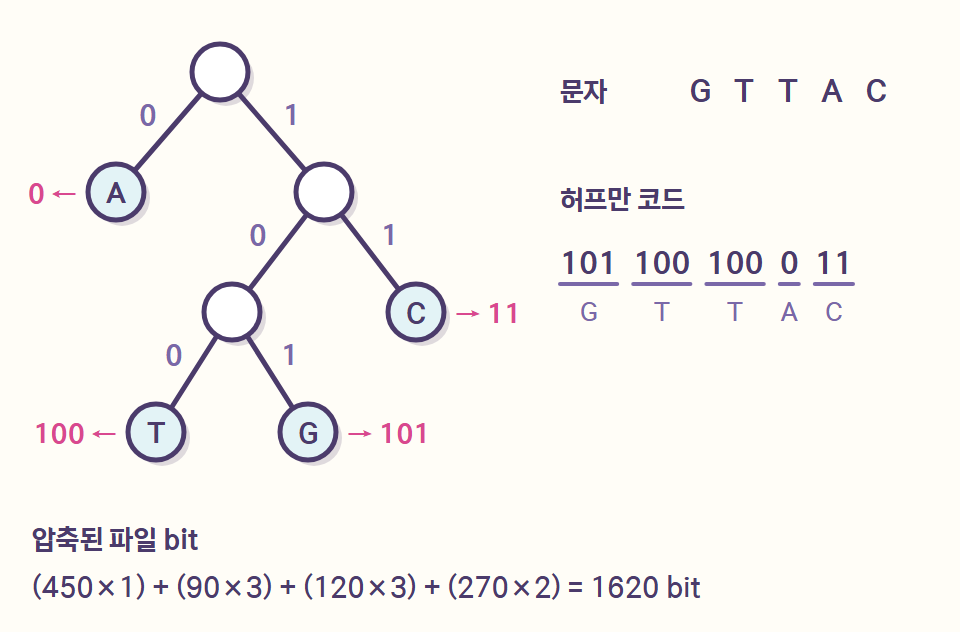 0 1
0 ← A
0 1
C → 11
0 1
100 ← T
G → 101
문자 G T T A C
허프만 코드
101 100 100 0 11
G T T A C
압축된 파일 bit
(450×1) + (90×3) + (120×3) + (270×2) = 1620 bit